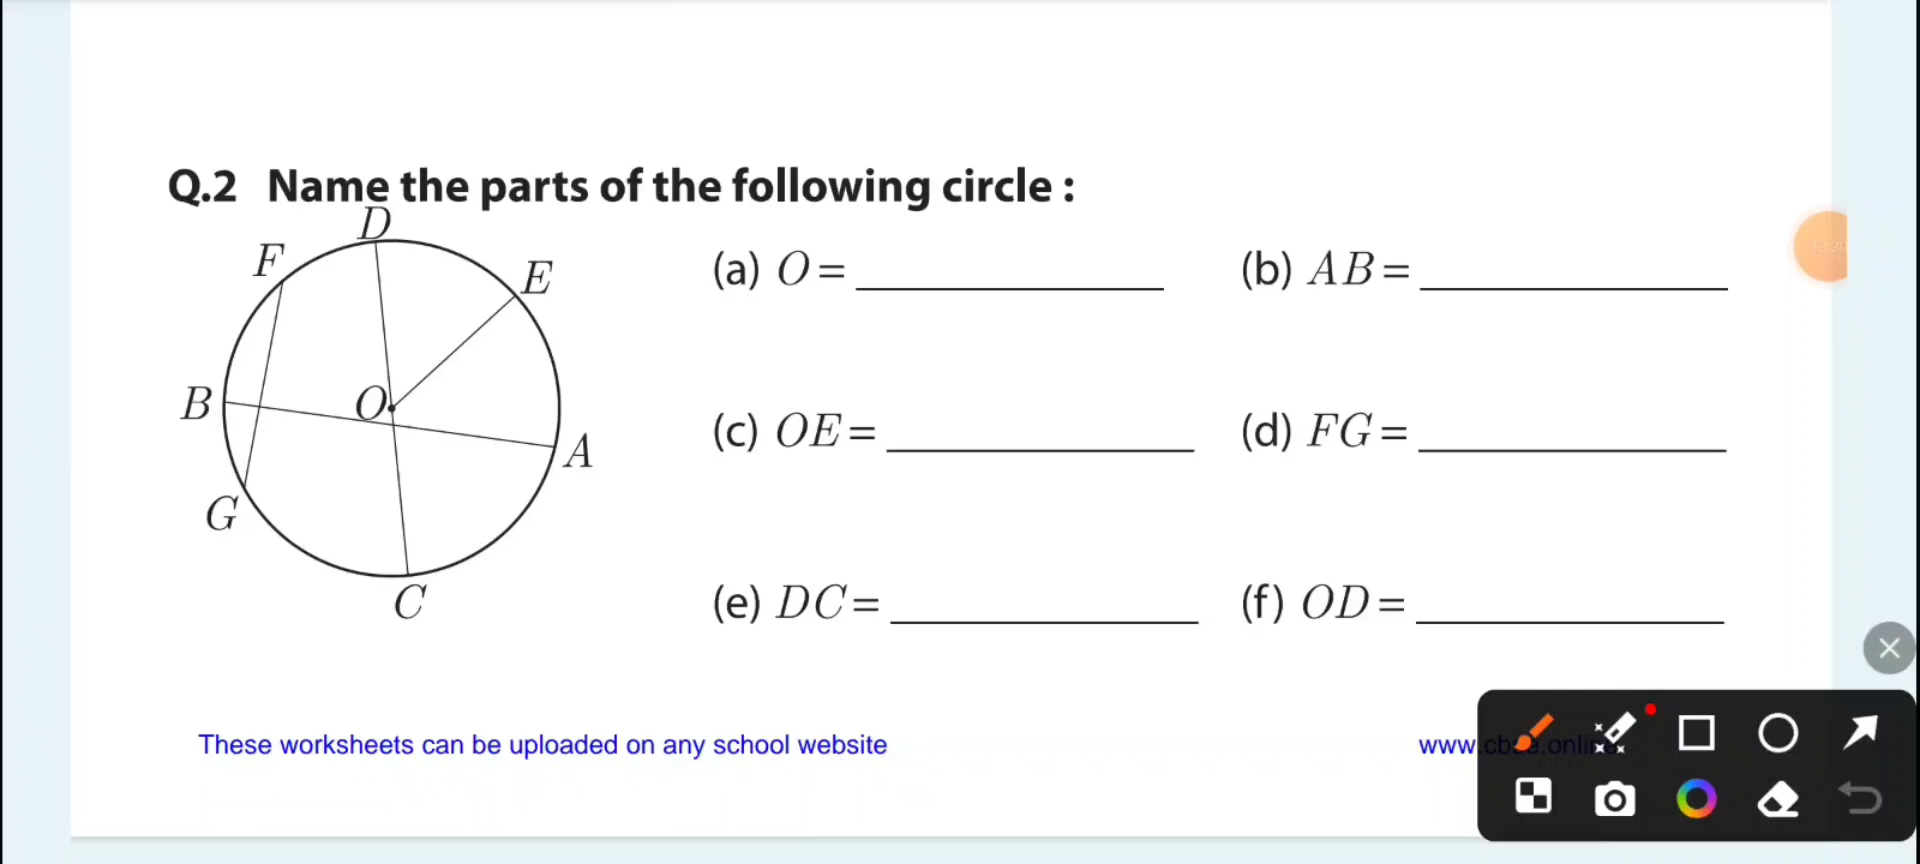 Q.2 Name the parts of the following circle :
D
F
E
(a) O = ____________ (b) AB = ____________
B
O
A
(c) OE = ____________ (d) FG = ____________
G
C
(e) DC = ____________ (f) OD = ____________
These worksheets can be uploaded on any school website